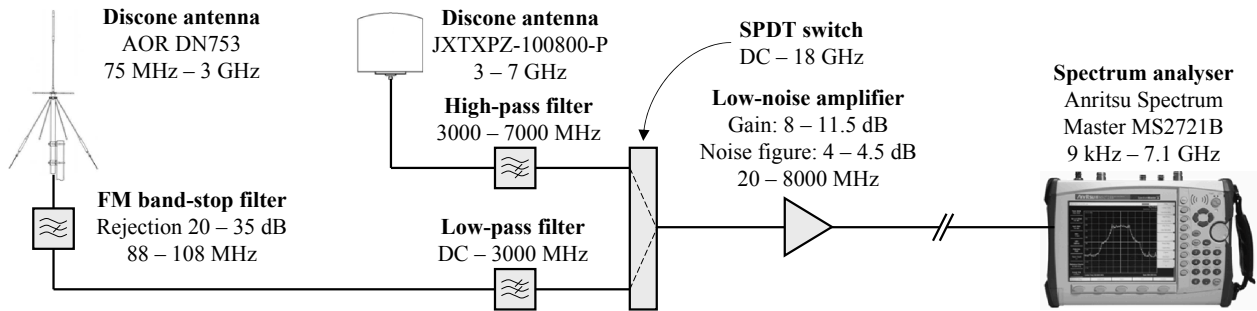 Discone antenna
AOR DN753
75 MHz – 3 GHz
Discone antenna
JXTXPZ-100800-P
3 – 7 GHz
High-pass filter
3000 – 7000 MHz
SPDT switch
DC – 18 GHz
Low-noise amplifier
Gain: 8 – 11.5 dB
Noise figure: 4 – 4.5 dB
20 – 8000 MHz
Spectrum analyser
Anritsu Spectrum
Master MS2721B
9 kHz – 7.1 GHz
FM band-stop filter
Rejection 20 – 35 dB
88 – 108 MHz
Low-pass filter
DC – 3000 MHz